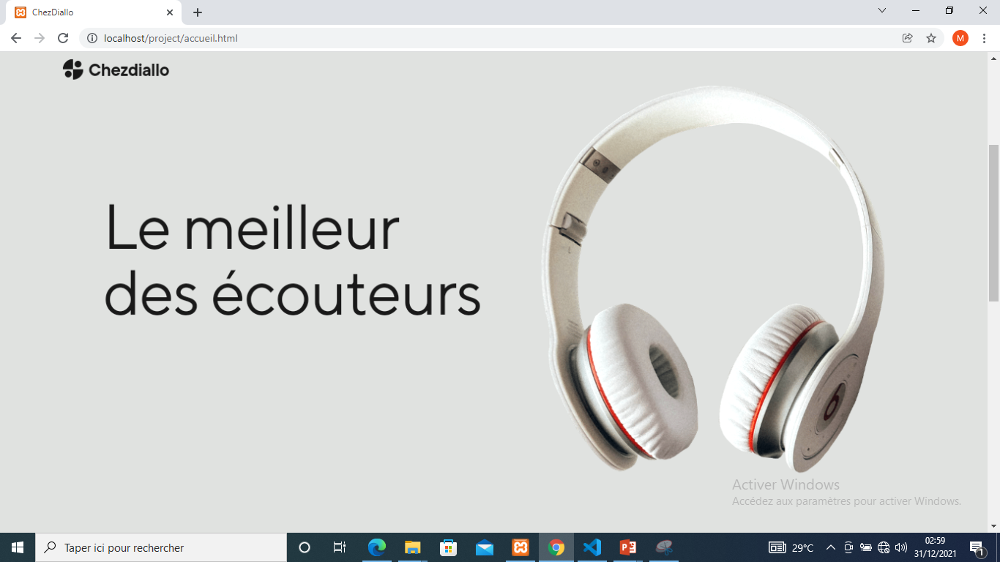 ChezDiallo
localhost/project/accueil.html
M
Chezdiallo
Le meilleur
des écouteurs
L
Activer Windows
Accédez aux paramètres pour activer Windows.
Taper ici pour rechercher
29°C
02:59
31/12/2021
1